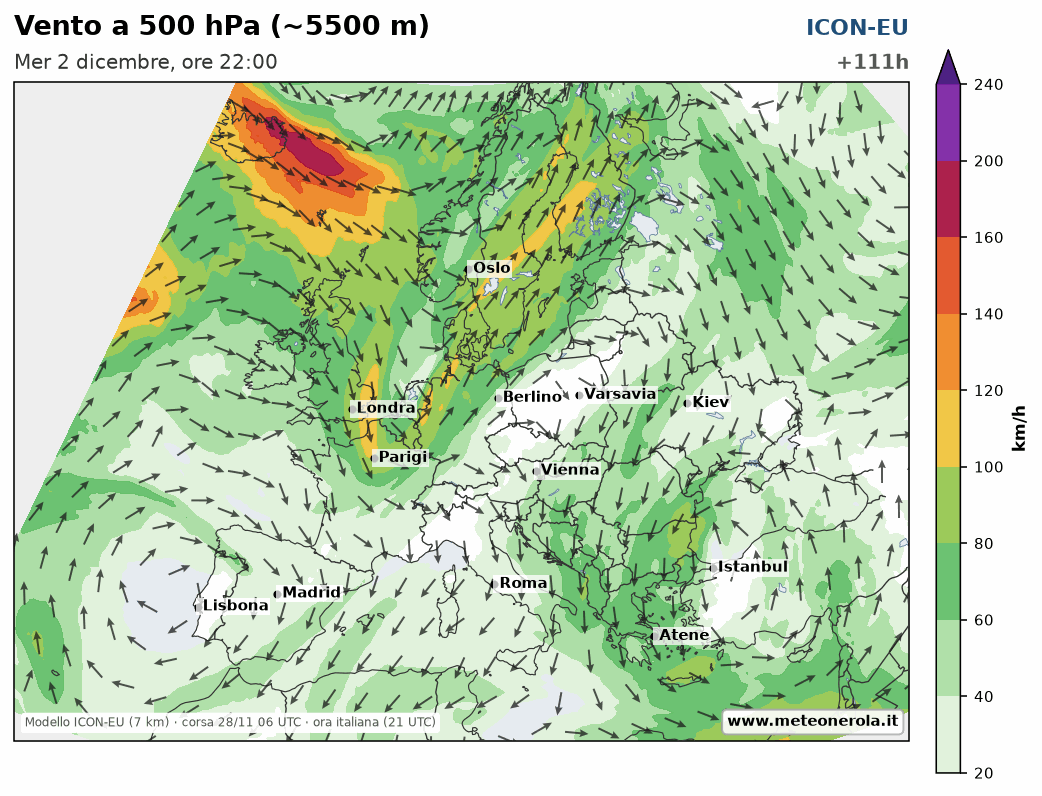 Vento a 500 hPa (~5500 m)
ICON-EU
Mer 2 dicembre, ore 22:00
+111h
240
200
160
140
120
100
80
60
40
20
km/h
Oslo
Londra
Berlino
Varsavia
Kiev
Parigi
Vienna
Istanbul
Roma
Madrid
Lisbona
Atene
Modello ICON-EU (7 km) · corsa 28/11 06 UTC · ora italiana (21 UTC)
www.meteonerola.it